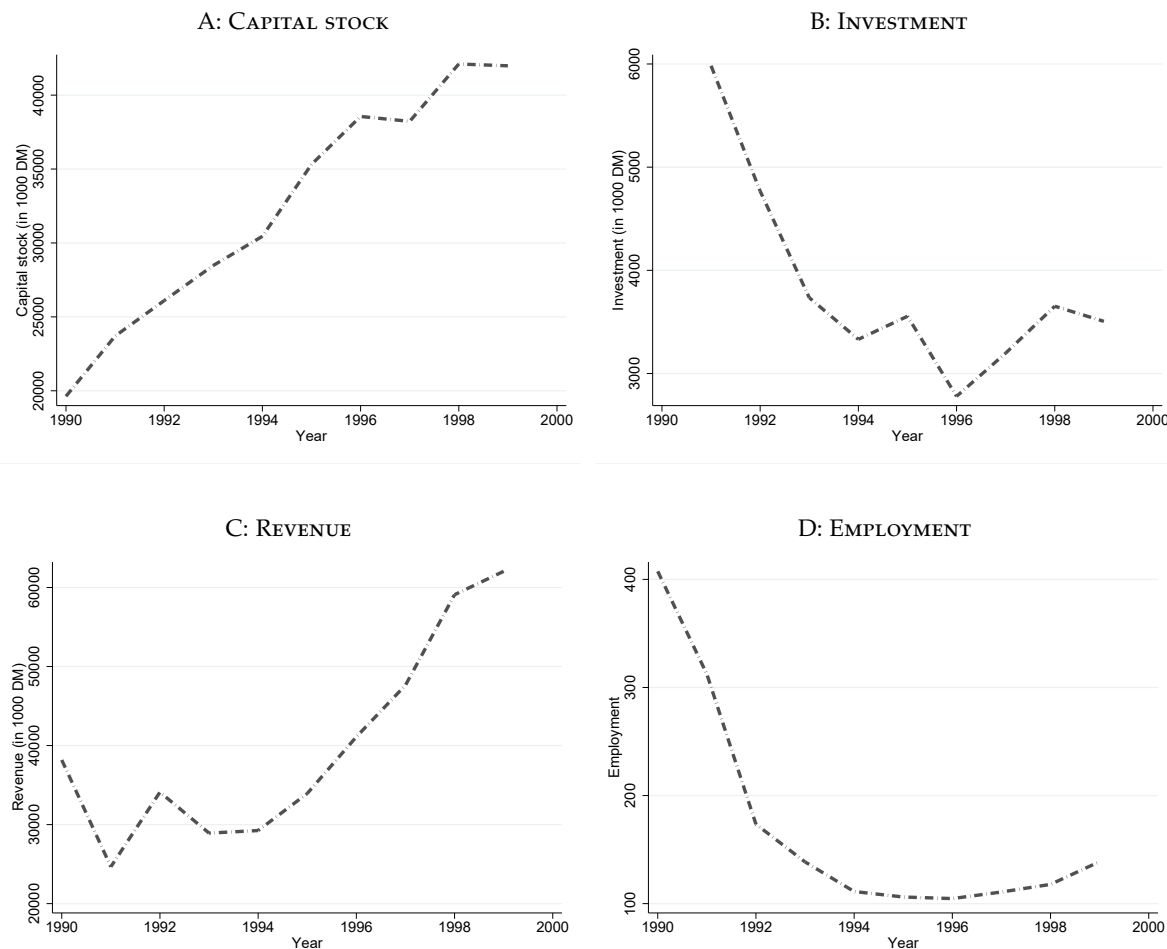 A: CAPITAL STOCK
Capital stock (in 1000 DM)
40000
35000
30000
25000
20000
1990 1992 1994 1996 1998 2000
Year
B: INVESTMENT
Investment (in 1000 DM)
6000
5000
4000
3000
1990 1992 1994 1996 1998 2000
Year
C: REVENUE
Revenue (in 1000 DM)
60000
50000
40000
30000
20000
1990 1992 1994 1996 1998 2000
Year
D: EMPLOYMENT
Employment
400
300
200
100
1990 1992 1994 1996 1998 2000
Year